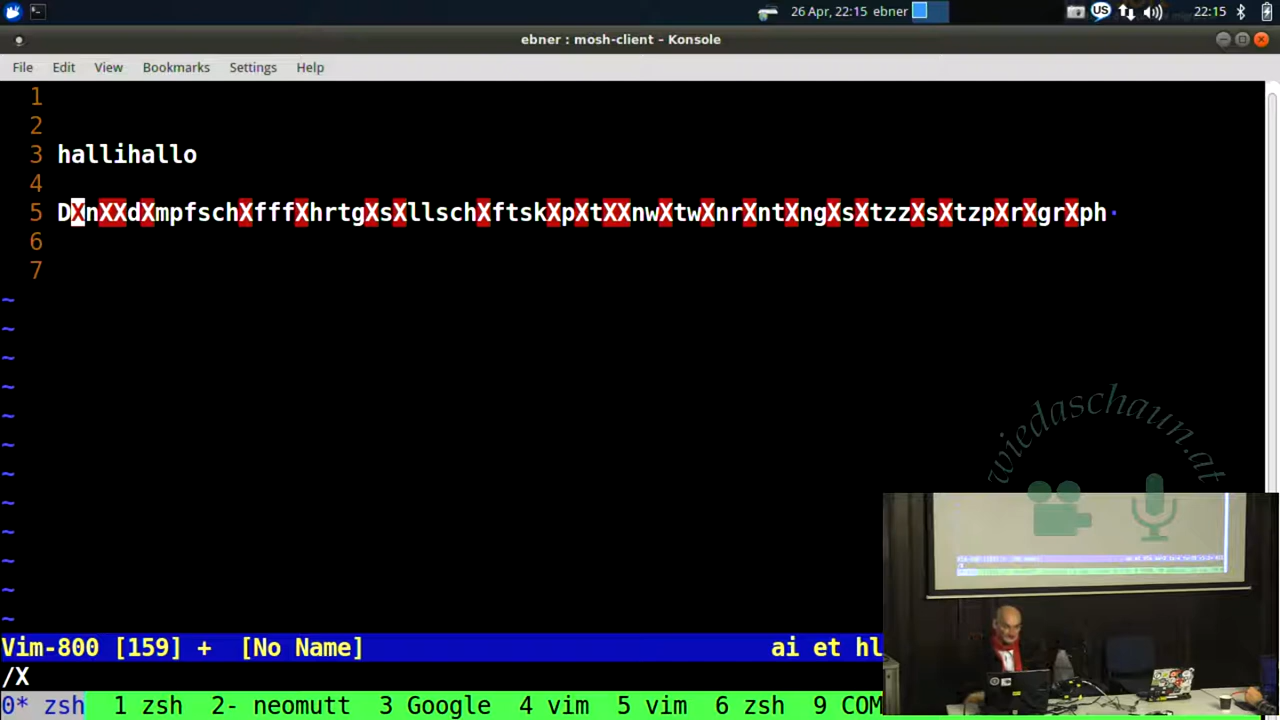 26 Apr, 22:15 ebner US 22:15
ebner : mosh-client – Konsole
File Edit View Bookmarks Settings Help
1
2
3 hallihallo
4
5 DXnXXdXmpfschXfffXhrtgXsXllschXftskXpXtXXnwXtwXnrXntXngXsXtzzXsXtzpXrXgrXph·
6
7
~
~
~
~
~
~
~
~
~
~
~
~
wiedaschaun.at
Vim-800 [159] + [No Name] ai et hl
/X
0* zsh 1 zsh 2- neomutt 3 Google 4 vim 5 vim 6 zsh 9 COM